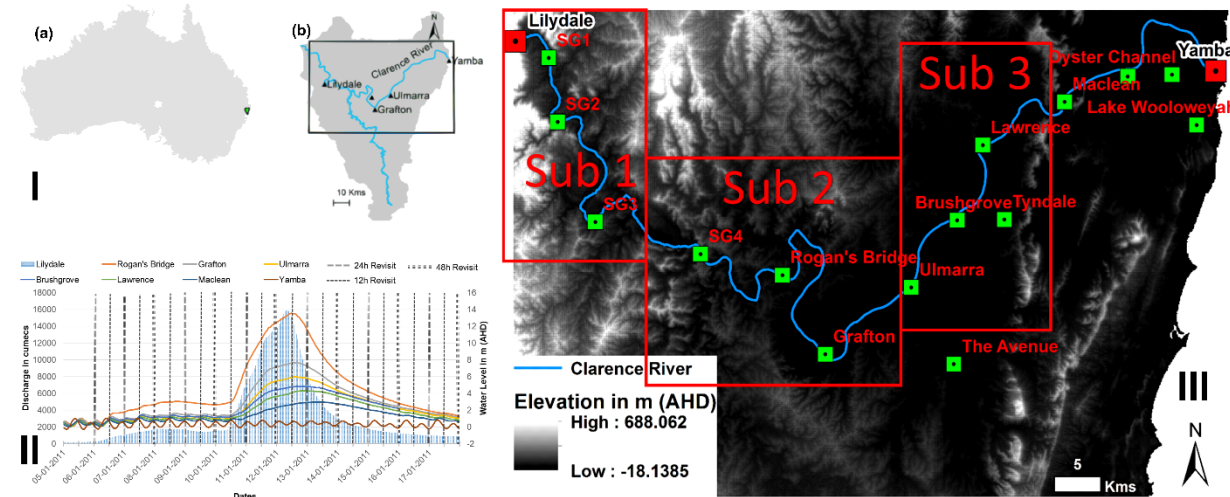 (a)
I
(b)
N
Clarence River
Yamba
Lilydale
Ulmarra
Grafton
10 Kms
Lilydale
Rogan's Bridge
Grafton
Ulmarra
24h Revisit
48h Revisit
Brushgrove
Lawrence
Maclean
Yamba
12h Revisit
Discharge in cumecs
18000
16000
14000
12000
10000
8000
6000
4000
2000
0
Water Level in m (AHD)
16
14
12
10
8
6
4
2
0
-2
05-01-2011
06-01-2011
07-01-2011
08-01-2011
09-01-2011
10-01-2011
11-01-2011
12-01-2011
13-01-2011
14-01-2011
15-01-2011
16-01-2011
17-01-2011
Dates
II
Lilydale
SG1
SG2
Sub 1
SG3
Sub 2
SG4
Rogan's Bridge
Grafton
Sub 3
Oyster Channel
Yamba
Maclean
Lake Wooloweyah
Lawrence
Brushgrove
Tyndale
Ulmarra
The Avenue
Clarence River
Elevation in m (AHD)
High : 688.062
Low : -18.1385
III
N
5
Kms